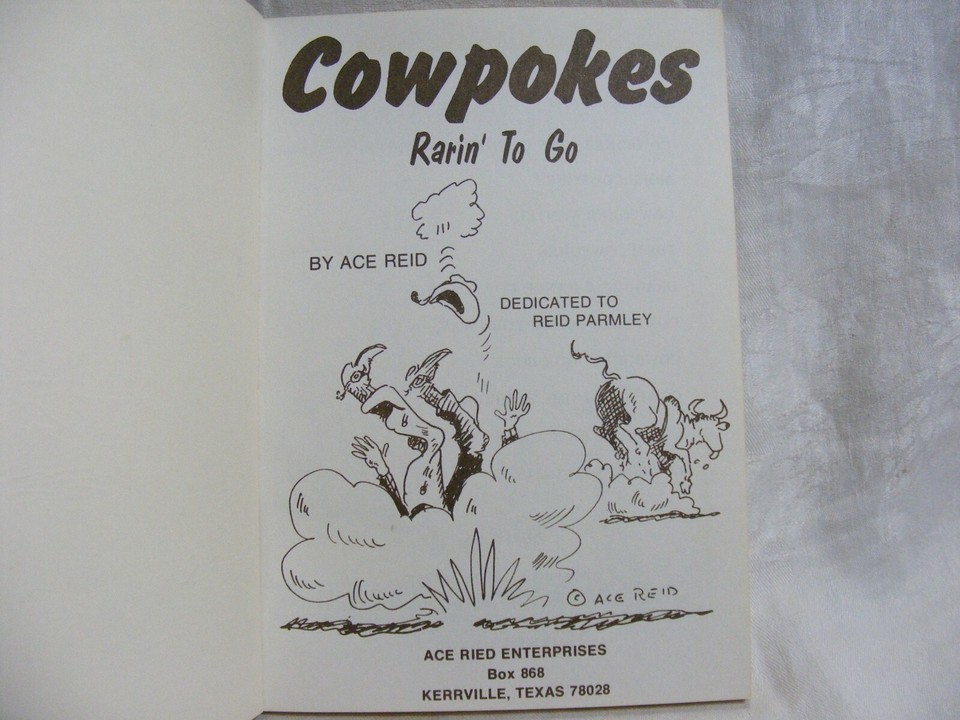 Cowpokes
Rarin' To Go
BY ACE REID
DEDICATED TO
REID PARMLEY
© ACE REID
ACE RIED ENTERPRISES
Box 868
KERRVILLE, TEXAS 78028